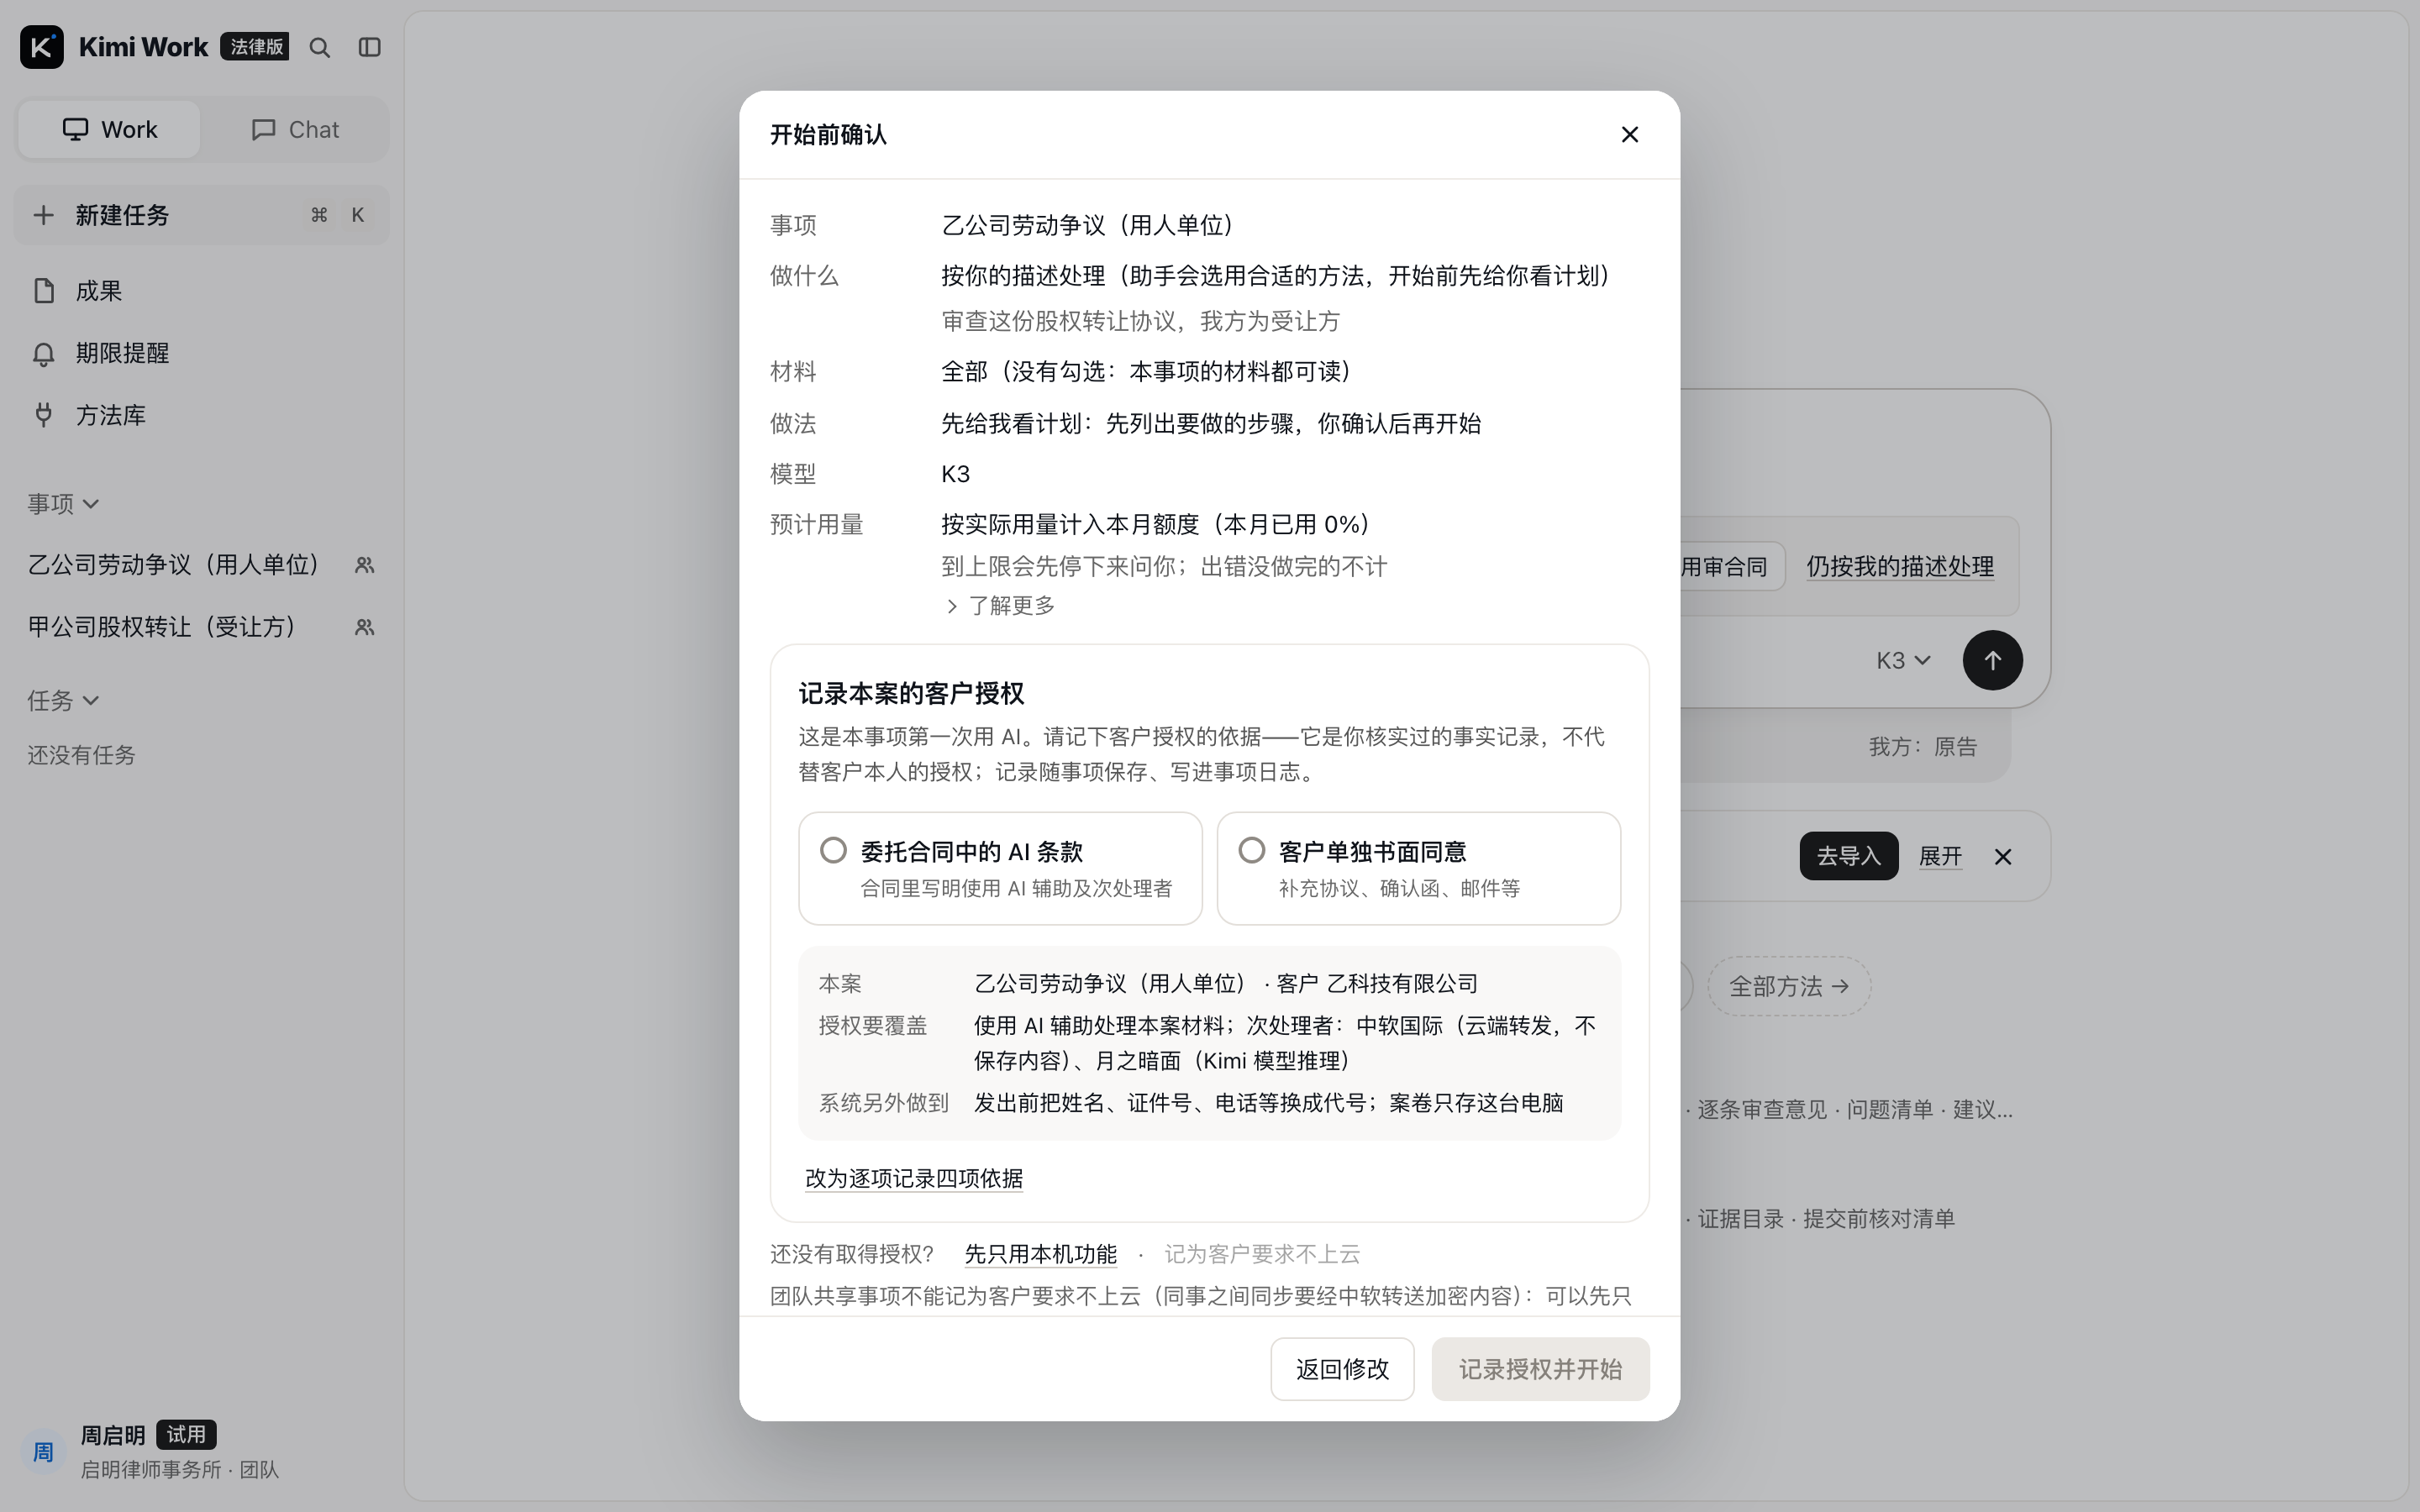 Kimi Work 法律版
Work
Chat
新建任务 ⌘ K
成果
期限提醒
方法库
事项
乙公司劳动争议（用人单位）
甲公司股权转让（受让方）
任务
还没有任务
周 周启明 试用
启明律师事务所 · 团队
开始前确认
事项 乙公司劳动争议（用人单位）
做什么 按你的描述处理（助手会选用合适的方法，开始前先给你看计划）
审查这份股权转让协议，我方为受让方
材料 全部（没有勾选：本事项的材料都可读）
做法 先给我看计划：先列出要做的步骤，你确认后再开始
模型 K3
预计用量 按实际用量计入本月额度（本月已用 0%）
到上限会先停下来问你；出错没做完的不计
了解更多
记录本案的客户授权
这是本事项第一次用 AI。请记下客户授权的依据——它是你核实过的事实记录，不代
替客户本人的授权；记录随事项保存、写进事项日志。
委托合同中的 AI 条款
合同里写明使用 AI 辅助及次处理者
客户单独书面同意
补充协议、确认函、邮件等
本案 乙公司劳动争议（用人单位） · 客户 乙科技有限公司
授权要覆盖 使用 AI 辅助处理本案材料；次处理者：中软国际（云端转发，不
保存内容）、月之暗面（Kimi 模型推理）
系统另外做到 发出前把姓名、证件号、电话等换成代号；案卷只存这台电脑
改为逐项记录四项依据
还没有取得授权？ 先只用本机功能 · 记为客户要求不上云
团队共享事项不能记为客户要求不上云（同事之间同步要经中软转送加密内容）：可以先只
返回修改
记录授权并开始
用审合同
仍按我的描述处理
K3
我方：原告
去导入
展开
全部方法 →
· 逐条审查意见 · 问题清单 · 建议...
· 证据目录 · 提交前核对清单